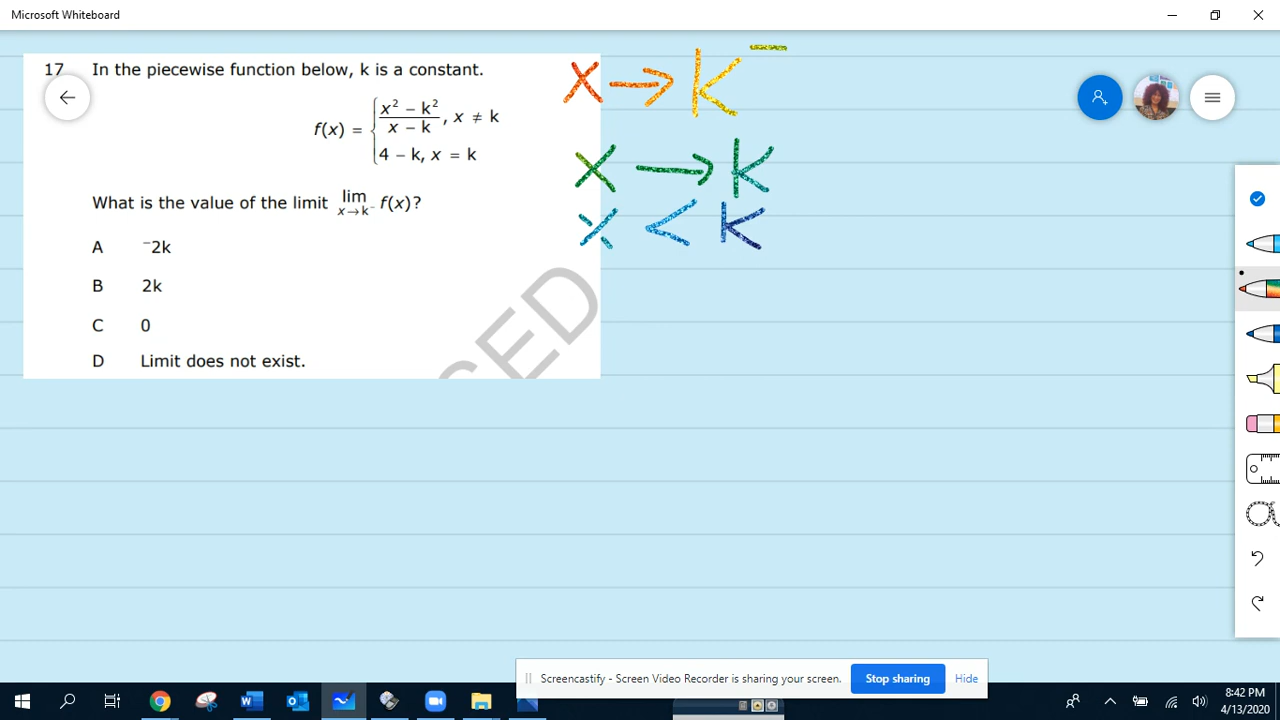 Microsoft Whiteboard
17 In the piecewise function below, k is a constant.
f(x) = { (x² − k²)/(x − k), x ≠ k
4 − k, x = k
What is the value of the limit lim x→k⁻ f(x)?
A ⁻2k
B 2k
C 0
D Limit does not exist.
SED
x → k⁻
x → k
x < k
Screencastify - Screen Video Recorder is sharing your screen.
Stop sharing
Hide
8:42 PM
4/13/2020